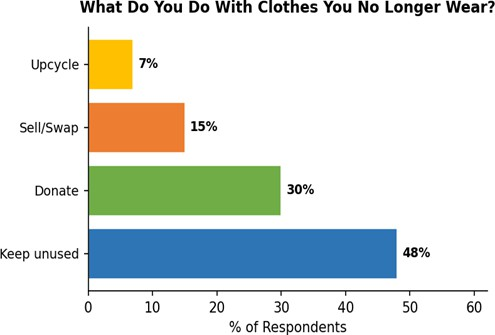 What Do You Do With Clothes You No Longer Wear?
Upcycle 7%
Sell/Swap 15%
Donate 30%
Keep unused 48%
0 10 20 30 40 50 60
% of Respondents